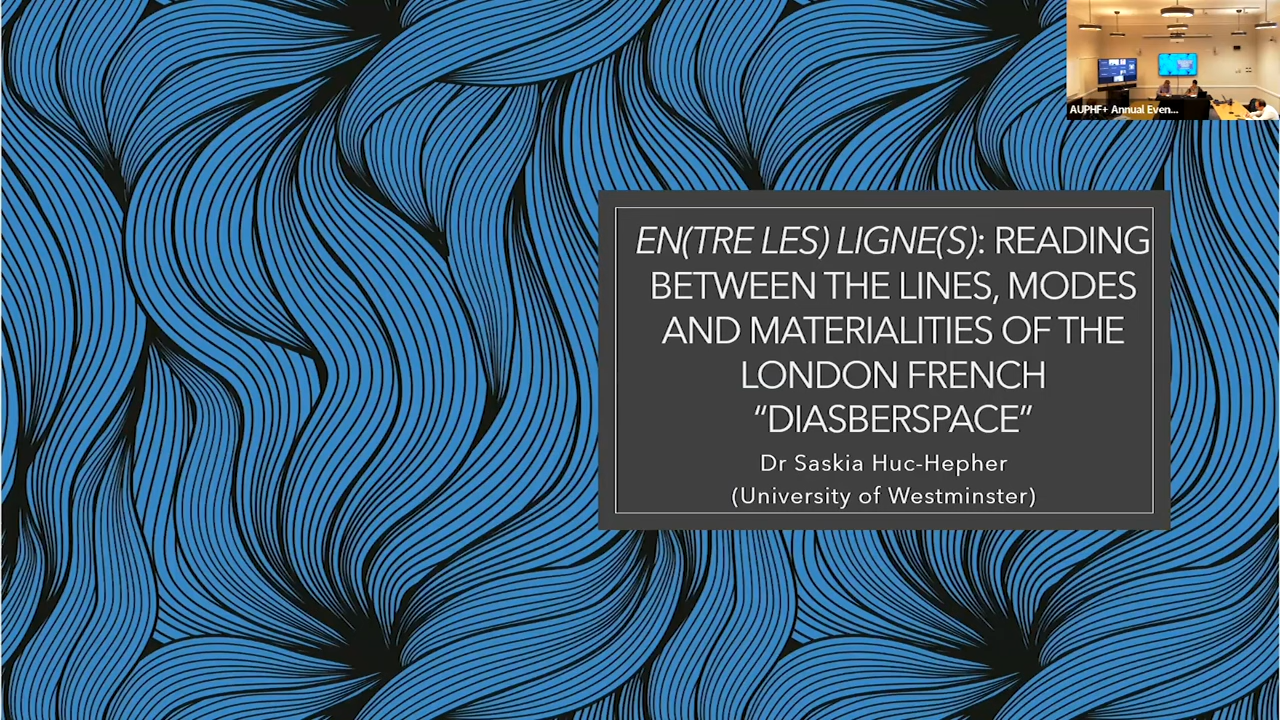 AUPHF+ Annual Even...
EN(TRE LES) LIGNE(S): READING
BETWEEN THE LINES, MODES
AND MATERIALITIES OF THE
LONDON FRENCH
“DIASBERSPACE”
Dr Saskia Huc-Hepher
(University of Westminster)